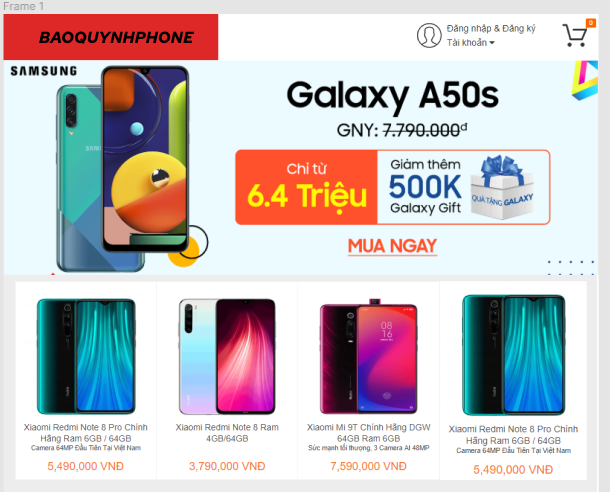 Frame 1
BAOQUYNHPHONE
Đăng nhập & Đăng ký
Tài khoản
0
SAMSUNG
SAMSUNG
Galaxy A50s
GNY: 7.790.000đ
Chỉ từ
6.4 Triệu
Giảm thêm
500K
Galaxy Gift
QUÀ TẶNG GALAXY
MUA NGAY
08
16
Xiaomi Redmi Note 8 Pro Chính
Hãng Ram 6GB / 64GB
Camera 64MP Đầu Tiên Tại Việt Nam
5,490,000 VNĐ
Xiaomi Redmi Note 8 Ram
4GB/64GB
3,790,000 VNĐ
Xiaomi Mi 9T Chính Hãng DGW
64GB Ram 6GB
Sức mạnh tối thượng, 3 Camera AI 48MP
7,590,000 VNĐ
Xiaomi Redmi Note 8 Pro Chính
Hãng Ram 6GB / 64GB
Camera 64MP Đầu Tiên Tại Việt Nam
5,490,000 VNĐ